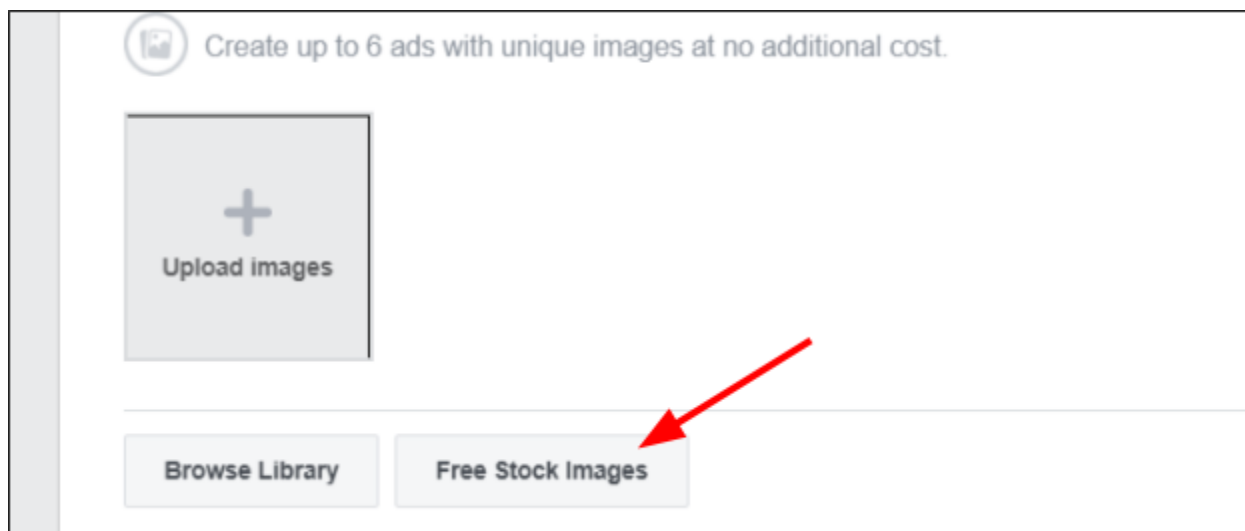 Create up to 6 ads with unique images at no additional cost.
Upload images
Browse Library
Free Stock Images